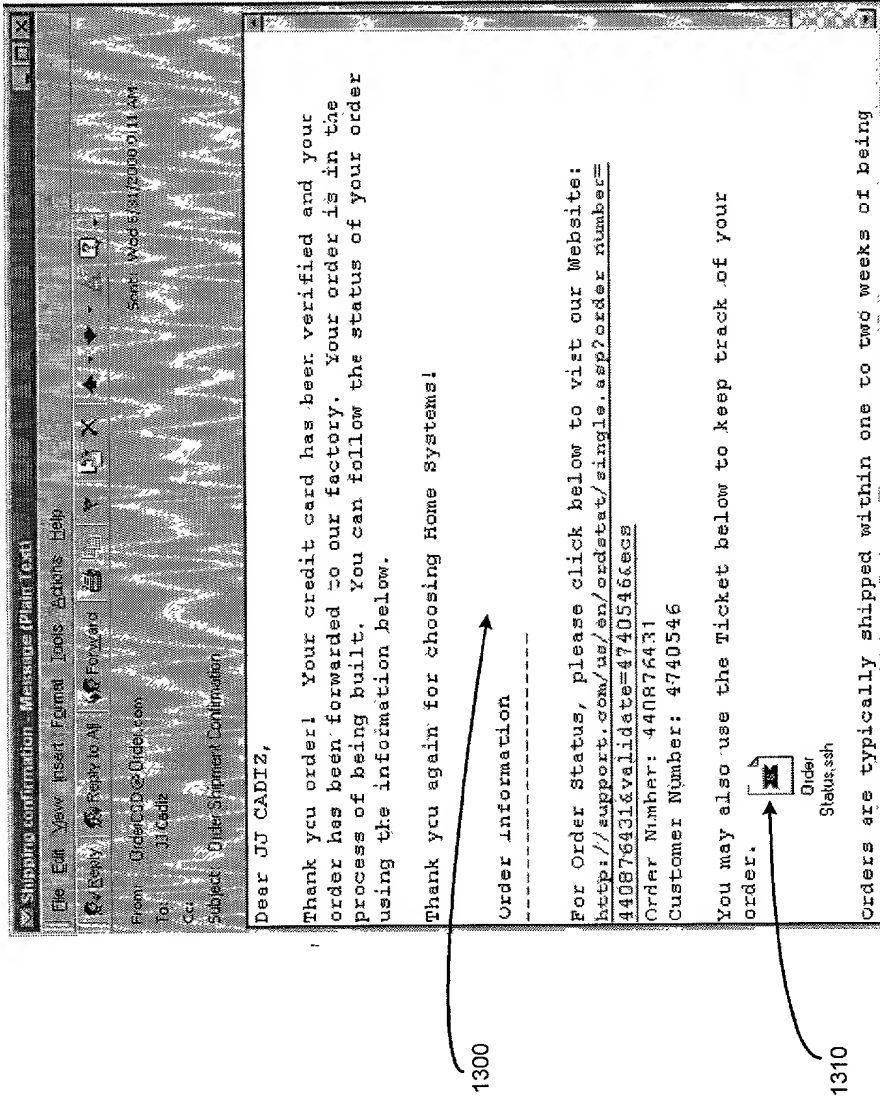 Shipping confirmation - Message (Plain Text)
File Edit View Insert Format Tools Actions Help
Reply Reply to All Forward
From: OrderCOD@Order.com
Sent: Wed
To: JJ Cadiz
Cc:
Subject: Order Shipment Confirmation
Dear JJ CADIZ,
Thank you order! Your credit card has been verified and your
order has been forwarded to our factory. Your order is in the
process of being built. You can follow the status of your order
using the information below.
Thank you again for choosing Home Systems!
Order information
--------------------
For Order Status, please click below to vist our Website:
http://support.com/us/en/ordstat/single.asp?order number=
440876431&validate=4740546&ecs
Order Number: 440876431
Customer Number: 4740546
You may also use the Ticket below to keep track of your
order.
Order
Status.ssh
Orders are typically shipped within one to two weeks of being
1300
1310